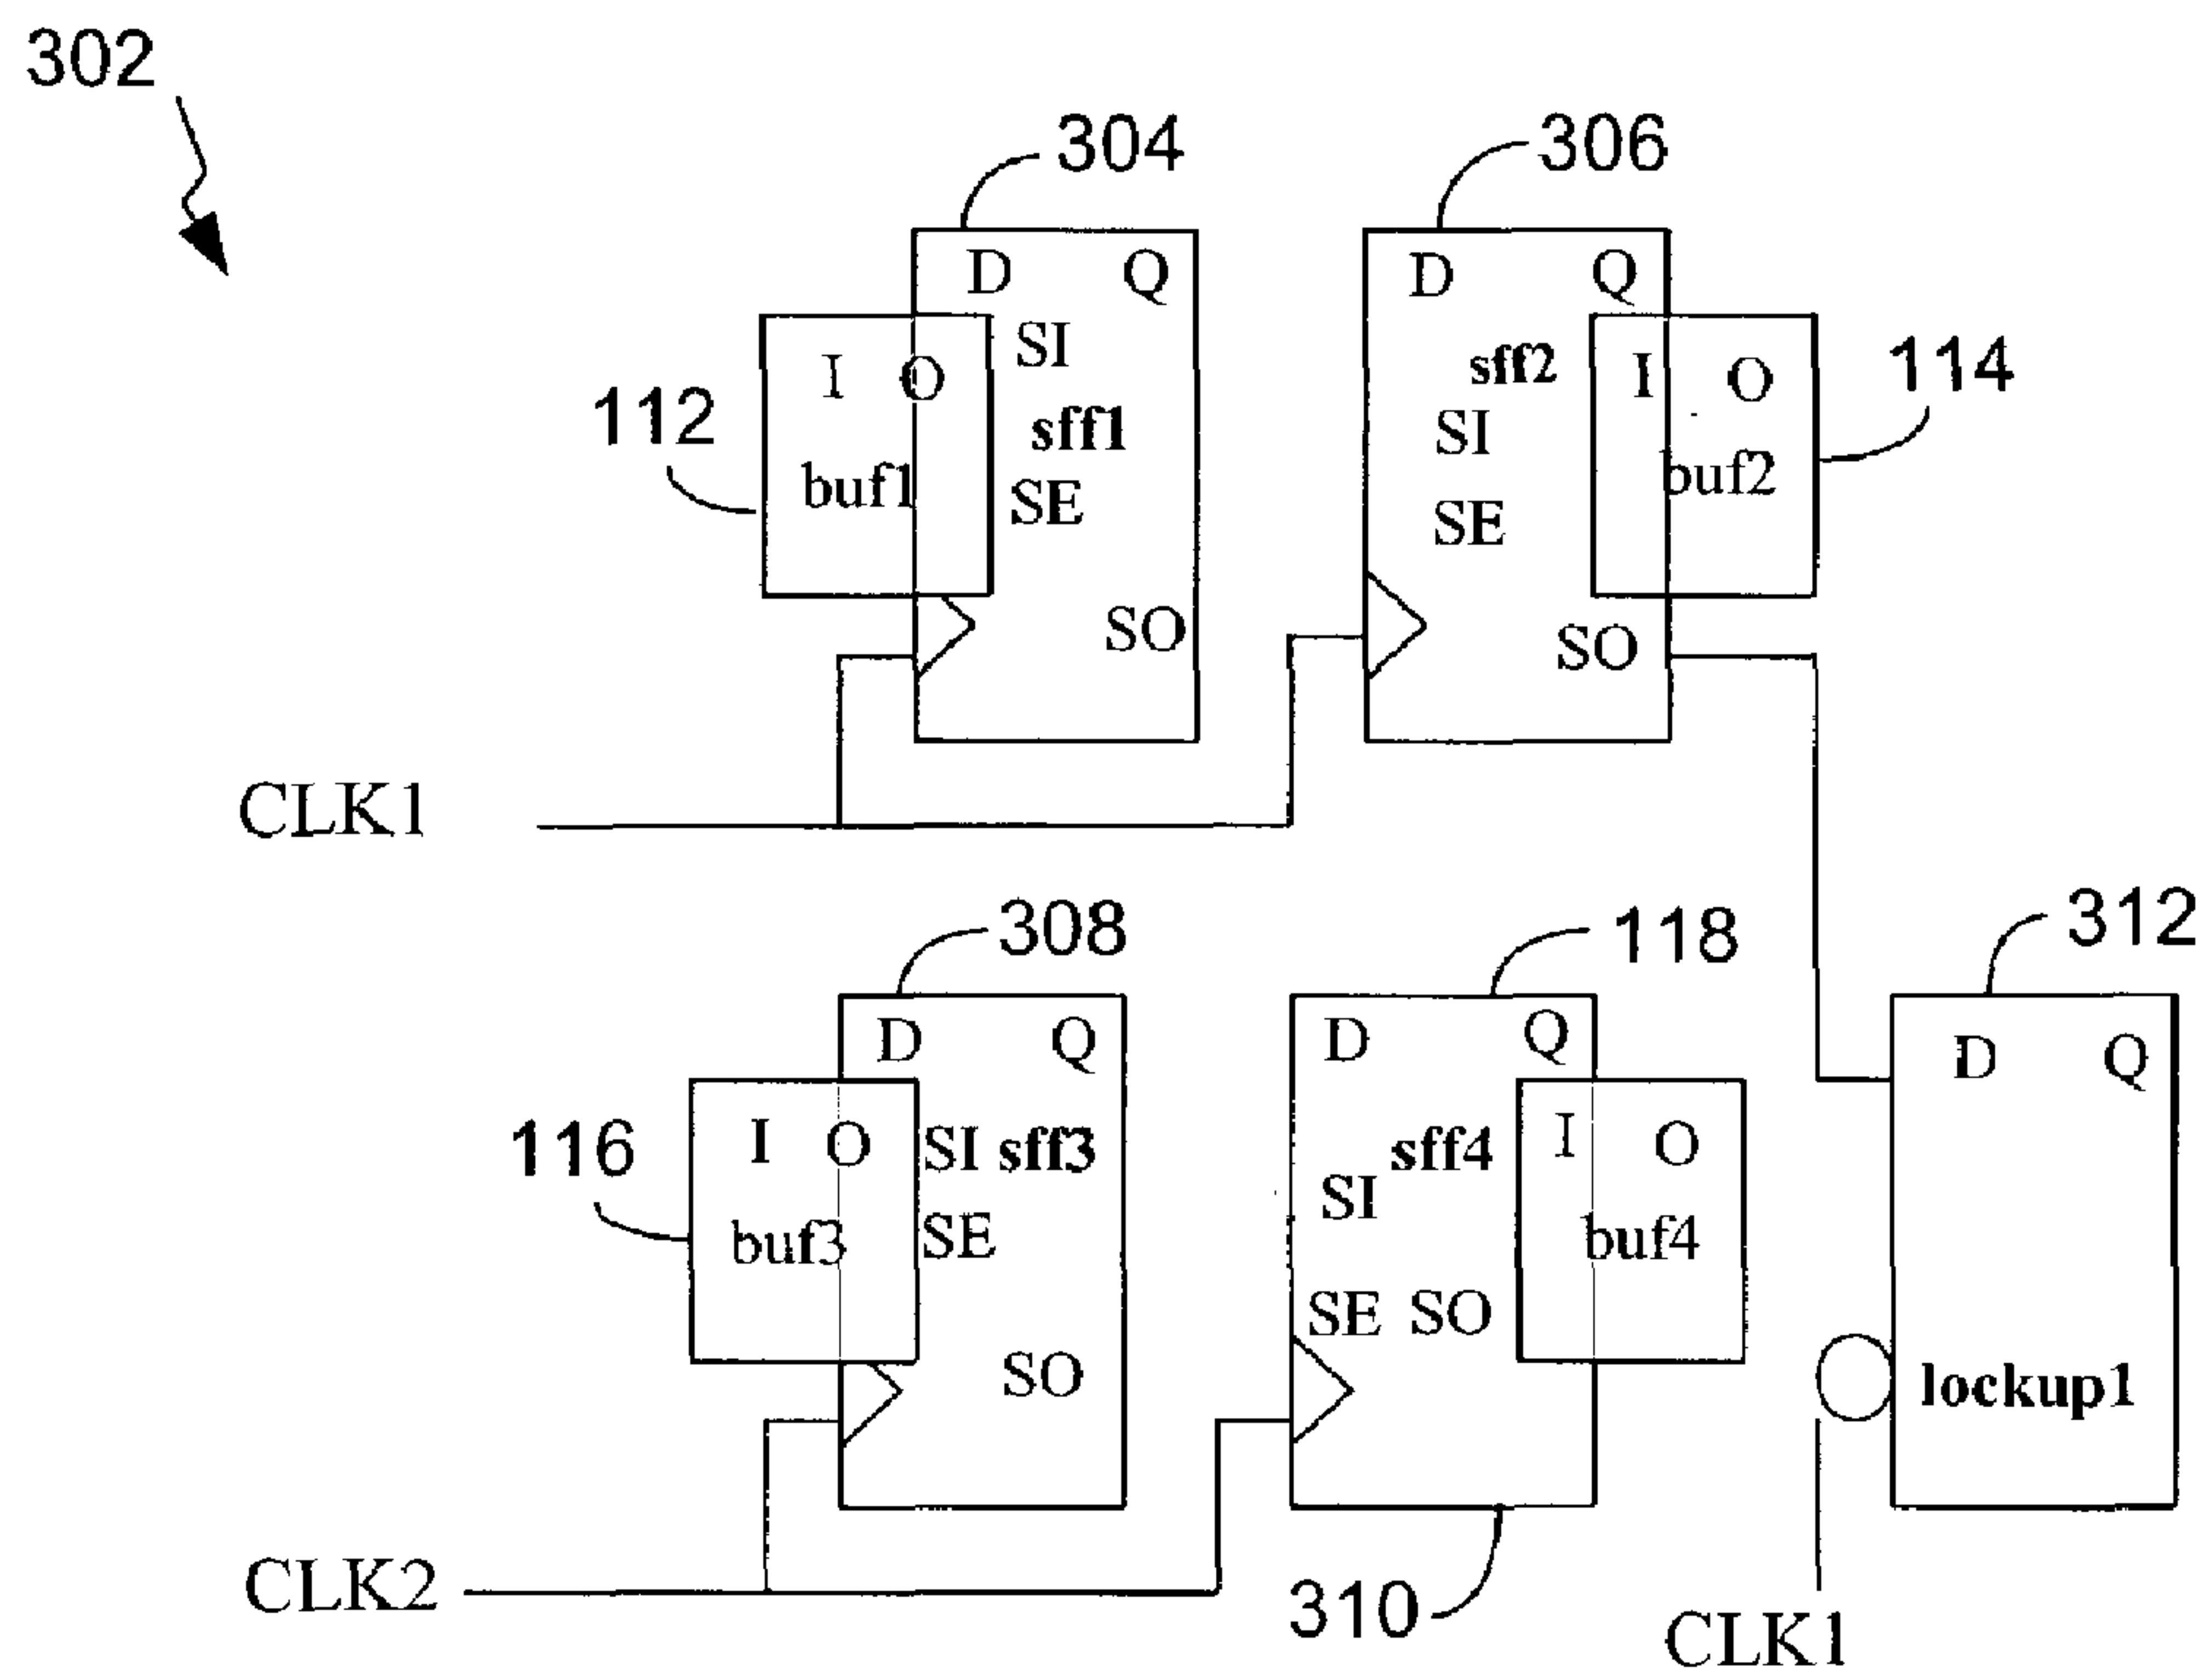 302
304
306
D Q
D Q
I O
SI
sff2
I O
114
112
sff1
SI
buf1
SE
buf2
SE
SO
SO
CLK1
308
118
312
D Q
D Q
D Q
116
I O
SI sff3
sff4
I O
SI
buf3
SE
buf4
SE SO
SO
lockup1
CLK2
310
CLK1